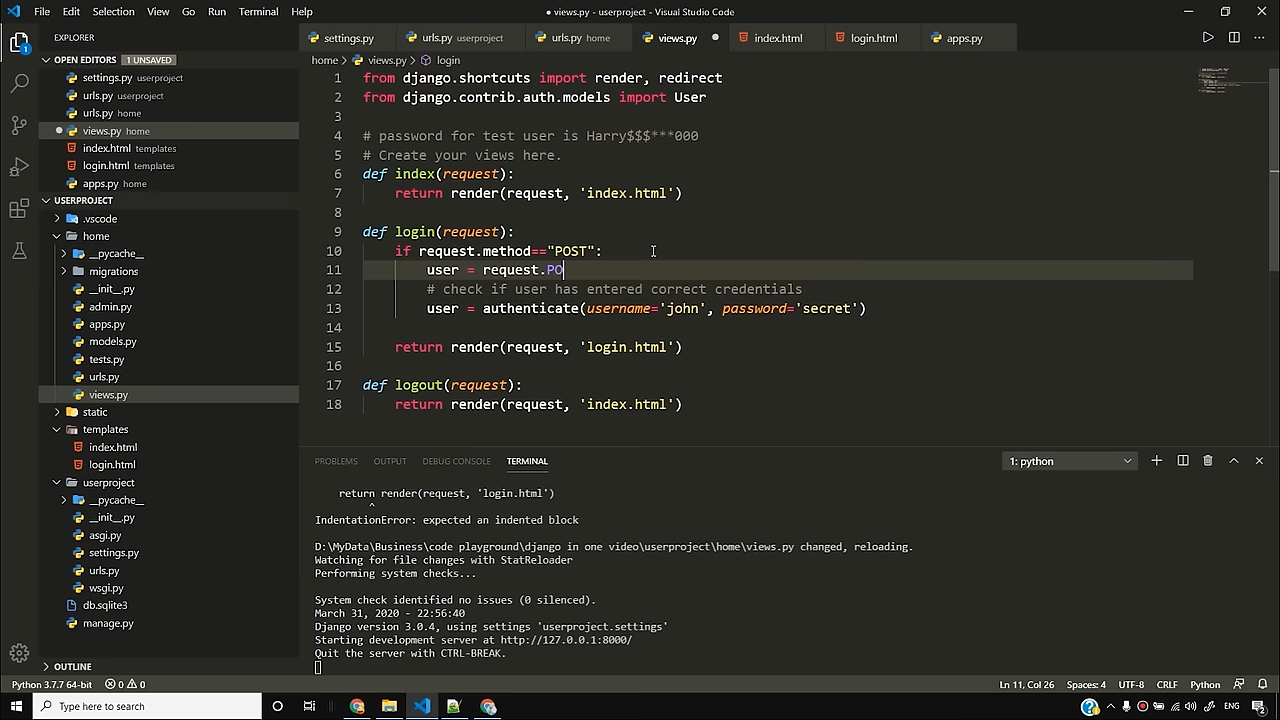 File Edit Selection View Go Run Terminal Help
● views.py - userproject - Visual Studio Code
EXPLORER
OPEN EDITORS 1 UNSAVED
settings.py userproject
urls.py userproject
urls.py home
views.py home
index.html templates
login.html templates
apps.py home
USERPROJECT
.vscode
home
__pycache__
migrations
__init__.py
admin.py
apps.py
models.py
tests.py
urls.py
views.py
static
templates
index.html
login.html
userproject
__pycache__
__init__.py
asgi.py
settings.py
urls.py
wsgi.py
db.sqlite3
manage.py
OUTLINE
settings.py urls.py userproject urls.py home views.py ● index.html login.html apps.py
home > views.py > login
1 from django.shortcuts import render, redirect
2 from django.contrib.auth.models import User
3
4 # password for test user is Harry$$$***000
5 # Create your views here.
6 def index(request):
7     return render(request, 'index.html')
8
9 def login(request):
10     if request.method=="POST":
11         user = request.PO
12         # check if user has entered correct credentials
13         user = authenticate(username='john', password='secret')
14
15     return render(request, 'login.html')
16
17 def logout(request):
18     return render(request, 'index.html')
PROBLEMS OUTPUT DEBUG CONSOLE TERMINAL
1: python
    return render(request, 'login.html')
         ^
IndentationError: expected an indented block
D:\MyData\Business\code playground\django in one video\userproject\home\views.py changed, reloading.
Watching for file changes with StatReloader
Performing system checks...
System check identified no issues (0 silenced).
March 31, 2020 - 22:56:40
Django version 3.0.4, using settings 'userproject.settings'
Starting development server at http://127.0.0.1:8000/
Quit the server with CTRL-BREAK.
Python 3.7.7 64-bit 0 0 Ln 11, Col 26 Spaces: 4 UTF-8 CRLF Python
Type here to search
ENG